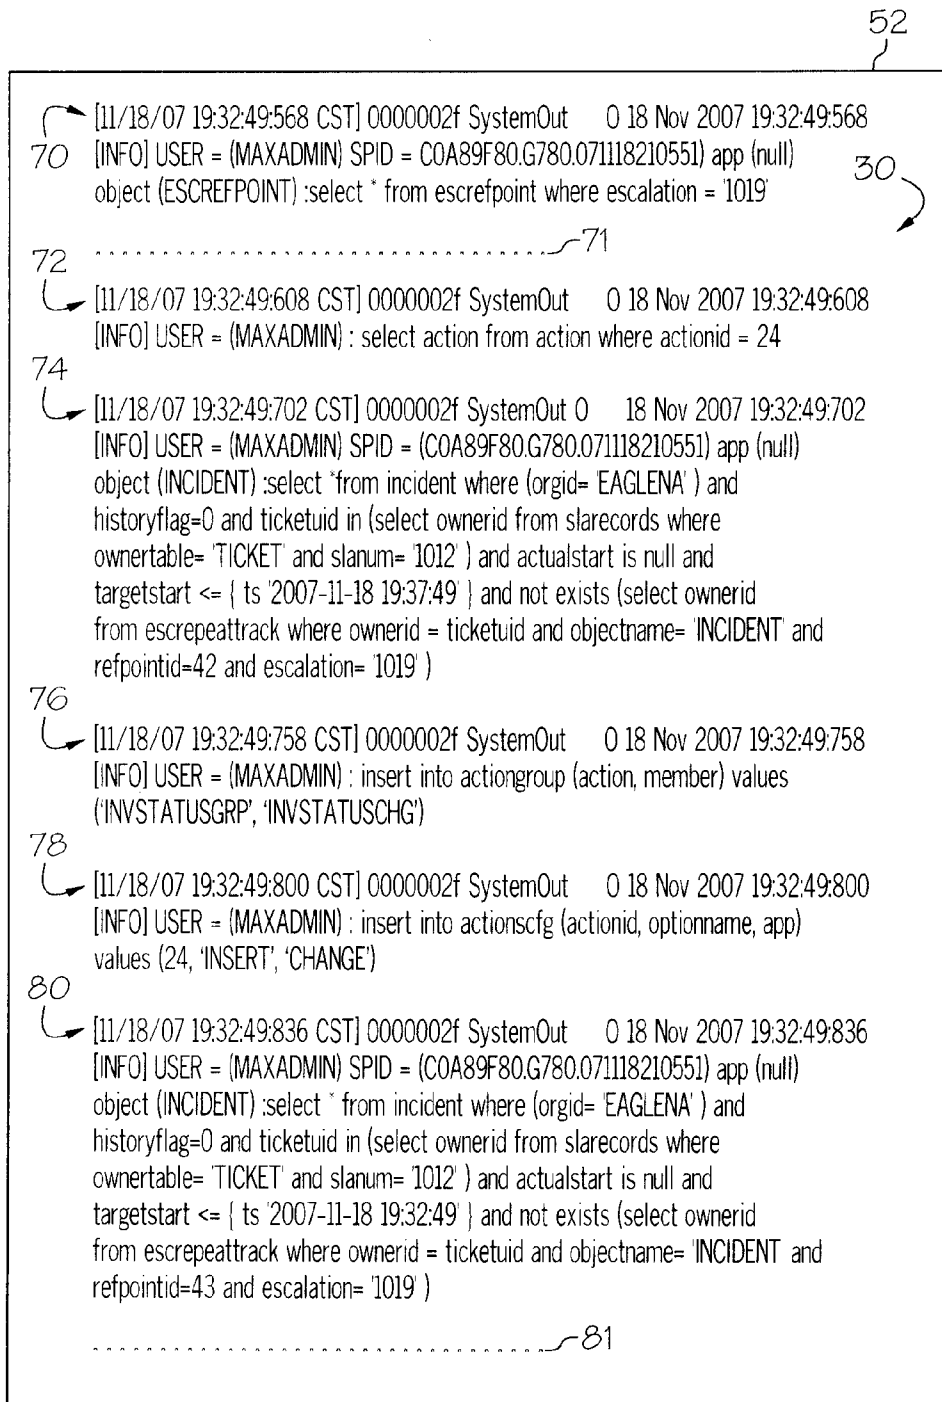 52
[11/18/07 19:32:49:568 CST] 0000002f SystemOut O 18 Nov 2007 19:32:49:568
70 [INFO] USER = (MAXADMIN) SPID = C0A89F80.G780.071118210551) app (null)
30
object (ESCREFPOINT) :select * from escrefpoint where escalation = '1019'
71
72
[11/18/07 19:32:49:608 CST] 0000002f SystemOut O 18 Nov 2007 19:32:49:608
[INFO] USER = (MAXADMIN) : select action from action where actionid = 24
74
[11/18/07 19:32:49:702 CST] 0000002f SystemOut O 18 Nov 2007 19:32:49:702
[INFO] USER = (MAXADMIN) SPID = (C0A89F80.G780.071118210551) app (null)
object (INCIDENT) :select *from incident where (orgid= 'EAGLENA' ) and
historyflag=0 and ticketuid in (select ownerid from slarecords where
ownertable= 'TICKET' and slanum= '1012' ) and actualstart is null and
targetstart <= { ts '2007-11-18 19:37:49' } and not exists (select ownerid
from escrepeattrack where ownerid = ticketuid and objectname= 'INCIDENT' and
refpointid=42 and escalation= '1019' )
76
[11/18/07 19:32:49:758 CST] 0000002f SystemOut O 18 Nov 2007 19:32:49:758
[INFO] USER = (MAXADMIN) : insert into actiongroup (action, member) values
('INVSTATUSGRP', 'INVSTATUSCHG')
78
[11/18/07 19:32:49:800 CST] 0000002f SystemOut O 18 Nov 2007 19:32:49:800
[INFO] USER = (MAXADMIN) : insert into actionscfg (actionid, optionname, app)
values (24, 'INSERT', 'CHANGE')
80
[11/18/07 19:32:49:836 CST] 0000002f SystemOut O 18 Nov 2007 19:32:49:836
[INFO] USER = (MAXADMIN) SPID = (C0A89F80.G780.071118210551) app (null)
object (INCIDENT) :select * from incident where (orgid= 'EAGLENA' ) and
historyflag=0 and ticketuid in (select ownerid from slarecords where
ownertable= 'TICKET' and slanum= '1012' ) and actualstart is null and
targetstart <= { ts '2007-11-18 19:32:49' } and not exists (select ownerid
from escrepeattrack where ownerid = ticketuid and objectname= 'INCIDENT and
refpointid=43 and escalation= '1019' )
81